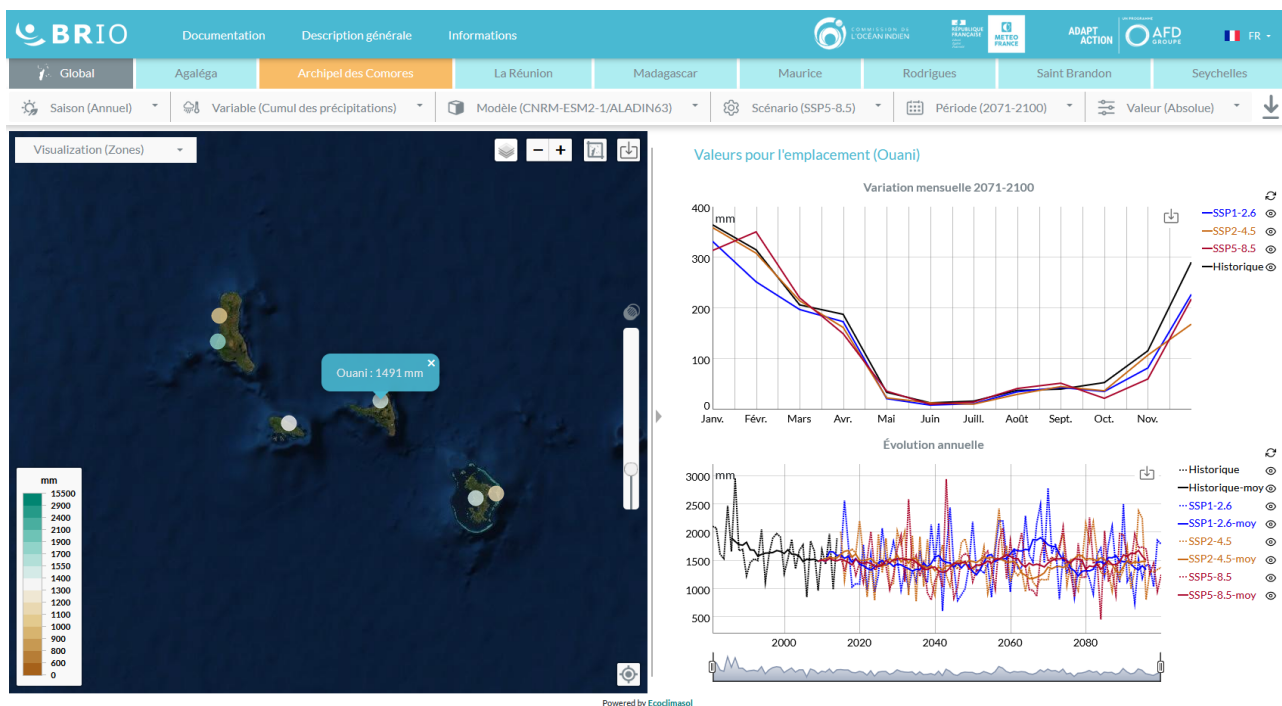 BRIO
Documentation
Description générale
Informations
COMMISSION DE
L'OCÉAN INDIEN
RÉPUBLIQUE
FRANÇAISE
METEO
FRANCE
ADAPT
ACTION
UN PROGRAMME
AFD
GROUPE
FR
Global
Agaléga
Archipel des Comores
La Réunion
Madagascar
Maurice
Rodrigues
Saint Brandon
Seychelles
Saison (Annuel)
Variable (Cumul des précipitations)
Modèle (CNRM-ESM2-1/ALADIN63)
Scénario (SSP5-8.5)
Période (2071-2100)
Valeur (Absolue)
Visualization (Zones)
− +
Ouani : 1491 mm ×
mm
15500
2900
2400
2100
1900
1700
1550
1400
1300
1200
1100
1000
900
800
600
0
Valeurs pour l'emplacement (Ouani)
Variation mensuelle 2071-2100
400
mm
300
200
100
0
Janv. Févr. Mars Avr. Mai Juin Juill. Août Sept. Oct. Nov.
SSP1-2.6
SSP2-4.5
SSP5-8.5
Historique
Évolution annuelle
3000 mm
2500
2000
1500
1000
500
2000 2020 2040 2060 2080
Historique
Historique-moy
SSP1-2.6
SSP1-2.6-moy
SSP2-4.5
SSP2-4.5-moy
SSP5-8.5
SSP5-8.5-moy
Powered by Ecoclimasol